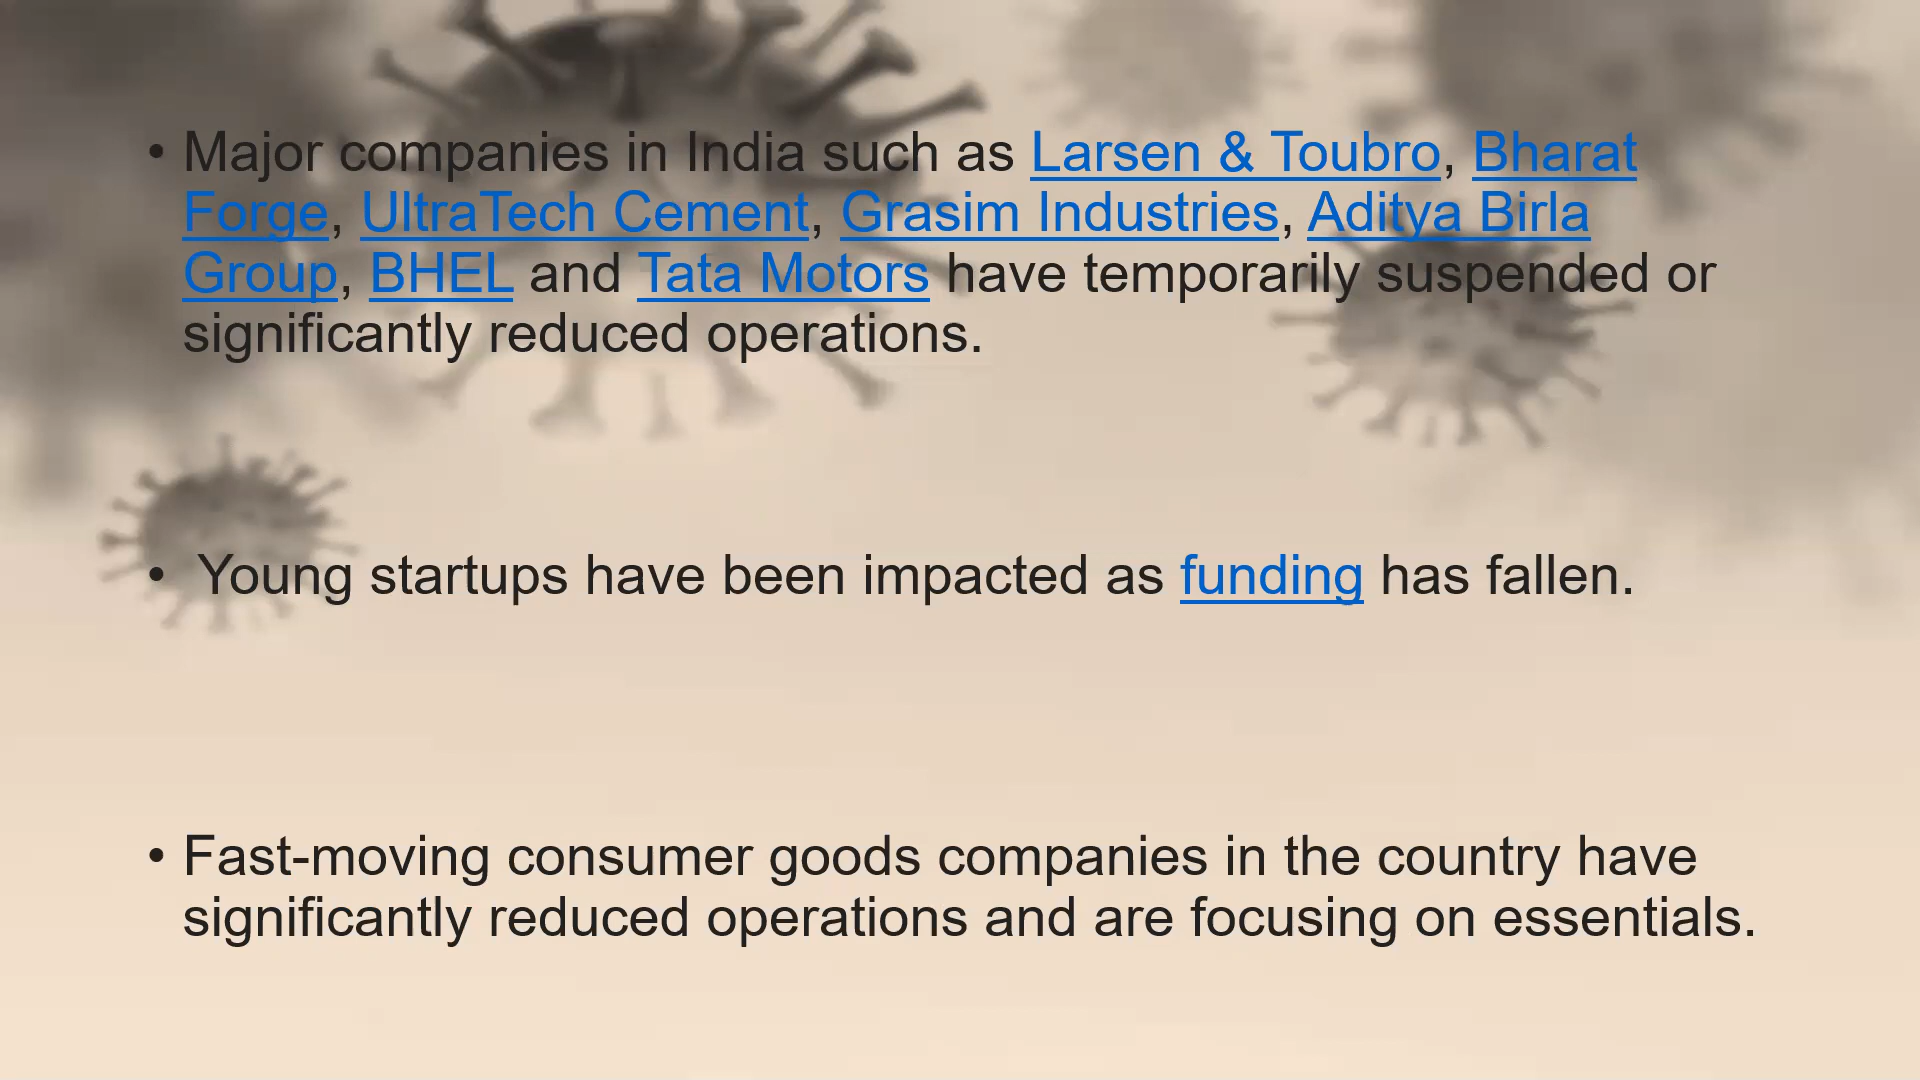 • Major companies in India such as Larsen & Toubro, Bharat
Forge, UltraTech Cement, Grasim Industries, Aditya Birla
Group, BHEL and Tata Motors have temporarily suspended or
significantly reduced operations.
• Young startups have been impacted as funding has fallen.
• Fast-moving consumer goods companies in the country have
significantly reduced operations and are focusing on essentials.